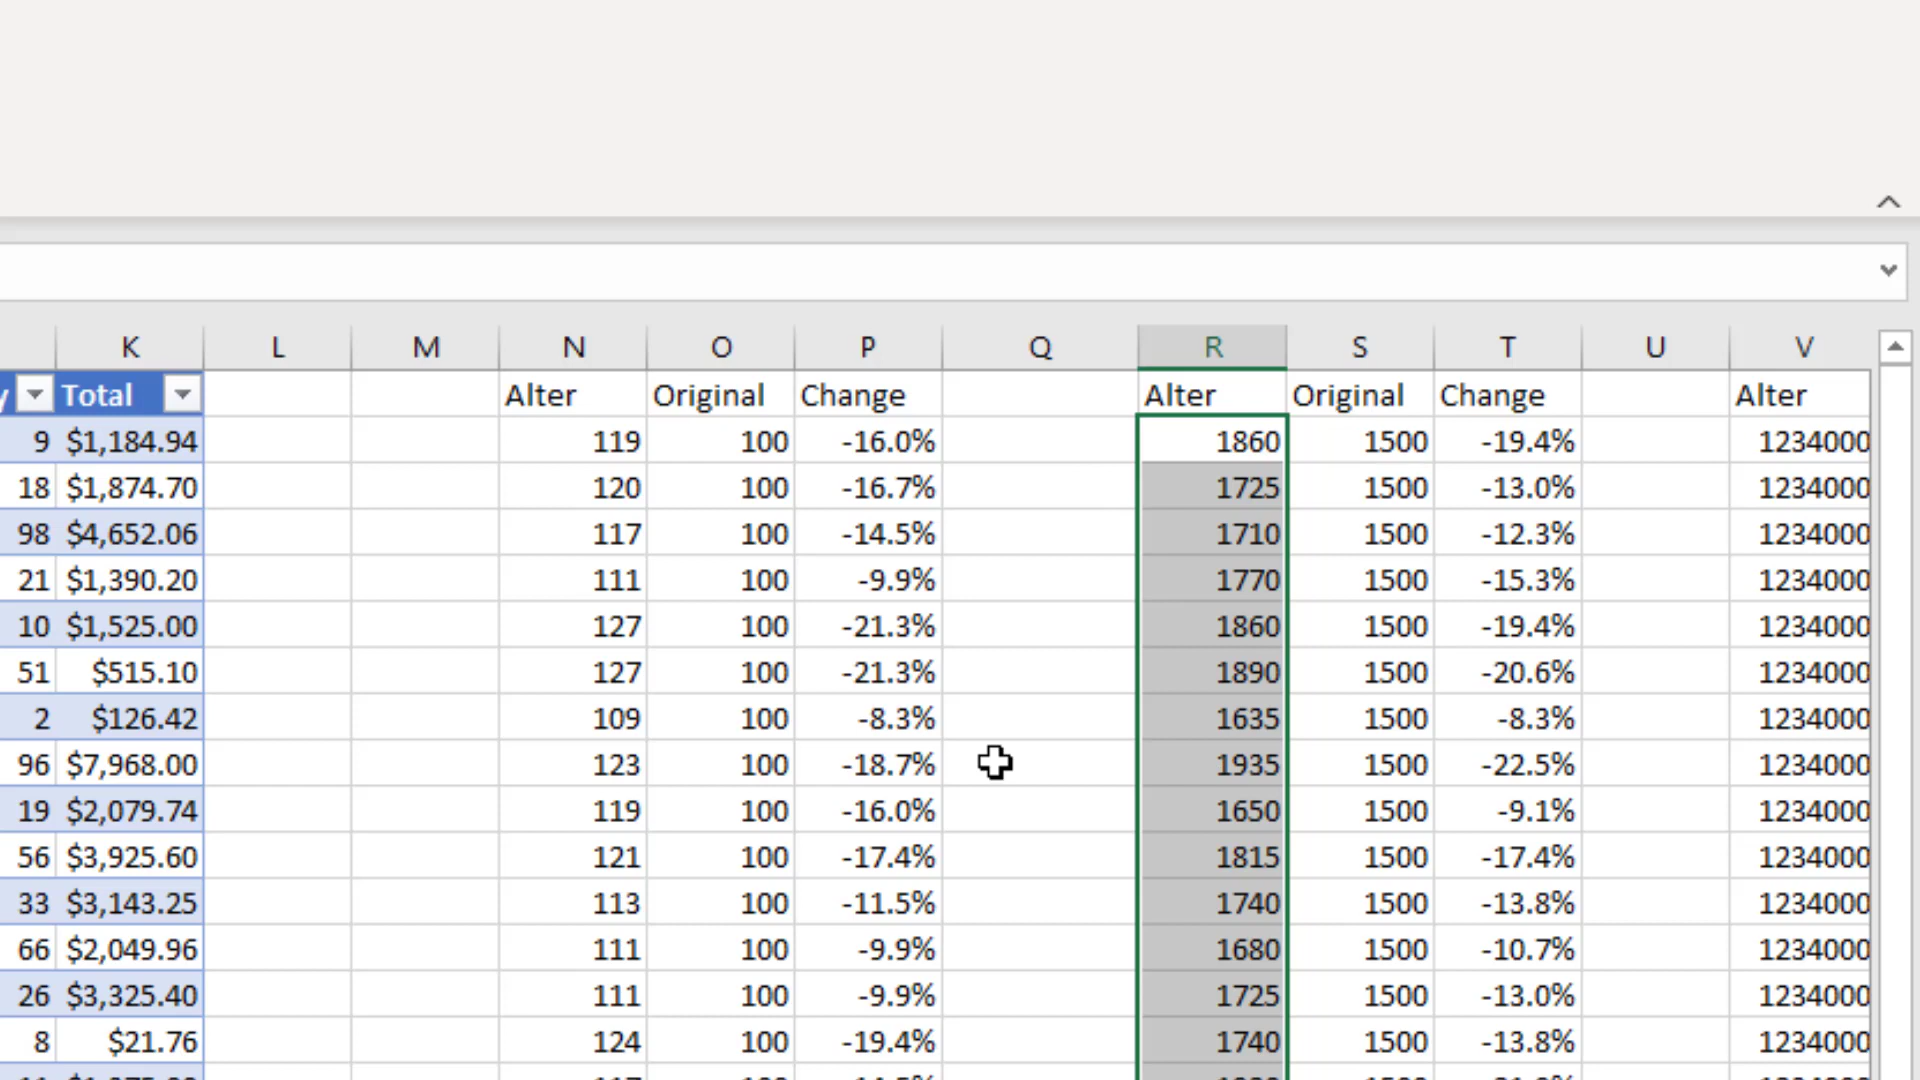 K L M N O P Q R S T U V
y Total Alter Original Change Alter Original Change Alter
9 $1,184.94 119 100 -16.0% 1860 1500 -19.4% 1234000
18 $1,874.70 120 100 -16.7% 1725 1500 -13.0% 1234000
98 $4,652.06 117 100 -14.5% 1710 1500 -12.3% 1234000
21 $1,390.20 111 100 -9.9% 1770 1500 -15.3% 1234000
10 $1,525.00 127 100 -21.3% 1860 1500 -19.4% 1234000
51 $515.10 127 100 -21.3% 1890 1500 -20.6% 1234000
2 $126.42 109 100 -8.3% 1635 1500 -8.3% 1234000
96 $7,968.00 123 100 -18.7% 1935 1500 -22.5% 1234000
19 $2,079.74 119 100 -16.0% 1650 1500 -9.1% 1234000
56 $3,925.60 121 100 -17.4% 1815 1500 -17.4% 1234000
33 $3,143.25 113 100 -11.5% 1740 1500 -13.8% 1234000
66 $2,049.96 111 100 -9.9% 1680 1500 -10.7% 1234000
26 $3,325.40 111 100 -9.9% 1725 1500 -13.0% 1234000
8 $21.76 124 100 -19.4% 1740 1500 -13.8% 1234000